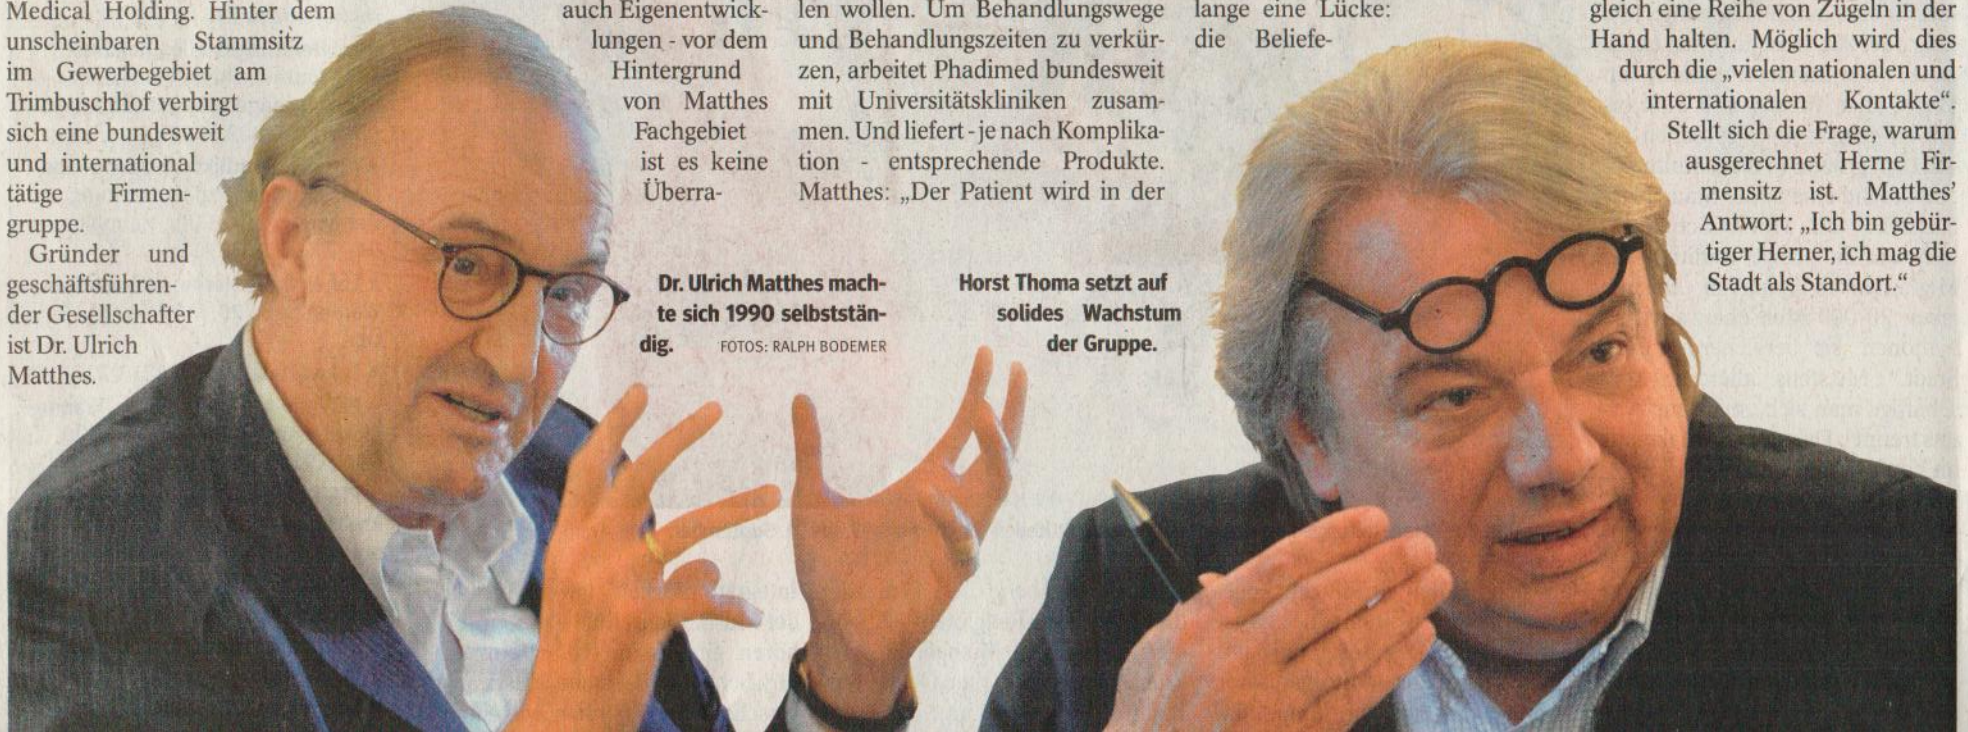 Medical Holding. Hinter dem
unscheinbaren Stammsitz
im Gewerbegebiet am
Trimbuschhof verbirgt
sich eine bundesweit
und international
tätige Firmen-
gruppe.
Gründer und
geschäftsführen-
der Gesellschafter
ist Dr. Ulrich
Matthes.
auch Eigenentwick-
lungen - vor dem
Hintergrund
von Matthes
Fachgebiet
ist es keine
Überra-
len wollen. Um Behandlungswege
und Behandlungszeiten zu verkür-
zen, arbeitet Phadimed bundesweit
mit Universitätskliniken zusam-
men. Und liefert - je nach Komplika-
tion - entsprechende Produkte.
Matthes: „Der Patient wird in der
lange eine Lücke:
die Beliefe-
gleich eine Reihe von Zügeln in der
Hand halten. Möglich wird dies
durch die „vielen nationalen und
internationalen Kontakte“.
Stellt sich die Frage, warum
ausgerechnet Herne Fir-
mensitz ist. Matthes’
Antwort: „Ich bin gebür-
tiger Herner, ich mag die
Stadt als Standort.“
Dr. Ulrich Matthes mach-
te sich 1990 selbststän-
dig. FOTOS: RALPH BODEMER
Horst Thoma setzt auf
solides Wachstum
der Gruppe.